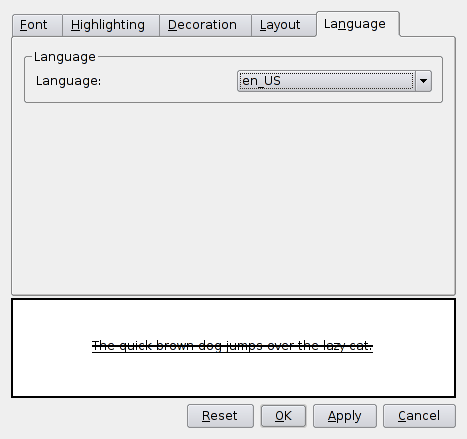 Font Highlighting Decoration Layout Language
Language
Language: en_US
The quick brown dog jumps over the lazy cat.
Reset OK Apply Cancel